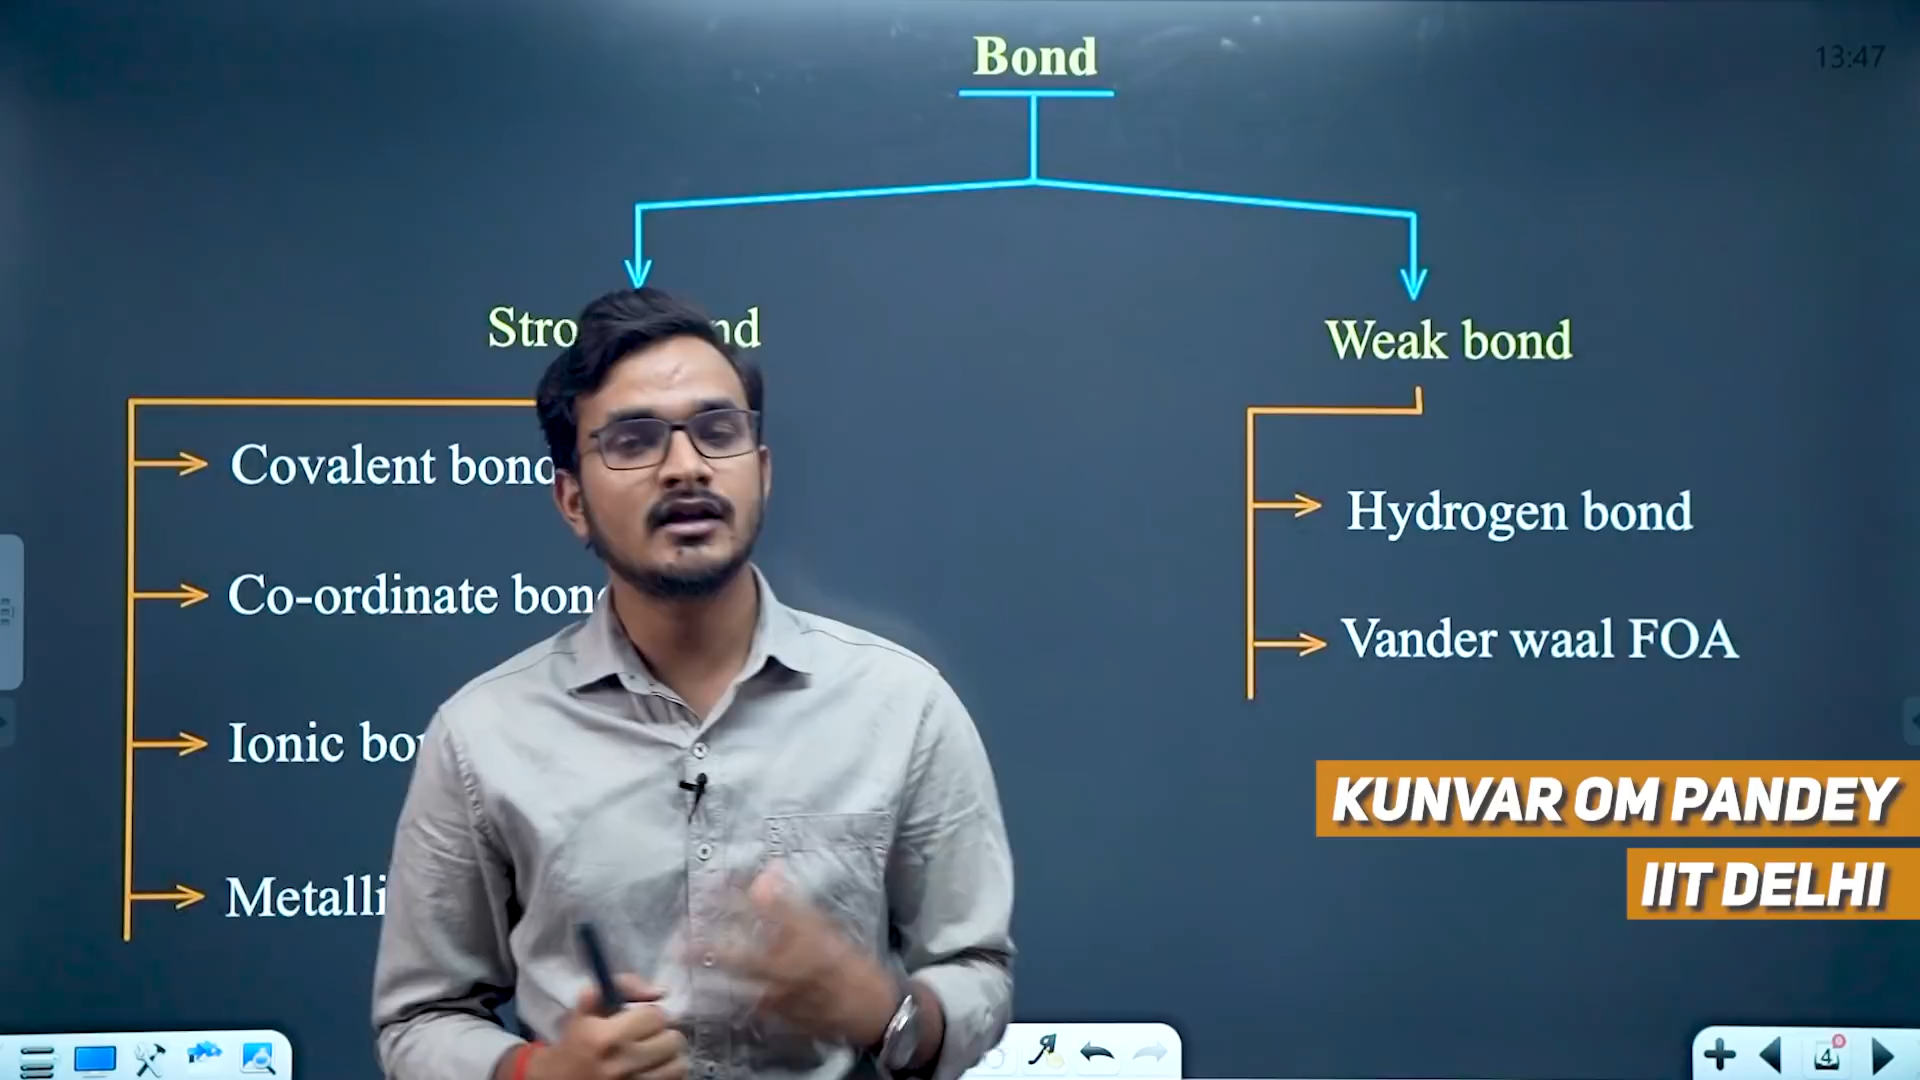 Bond
13:47
Weak bond
Covalent
Co-ordinate
Ionic
Hydrogen bond
Vander waal FOA
KUNVAR OM PANDEY
IIT DELHI
4